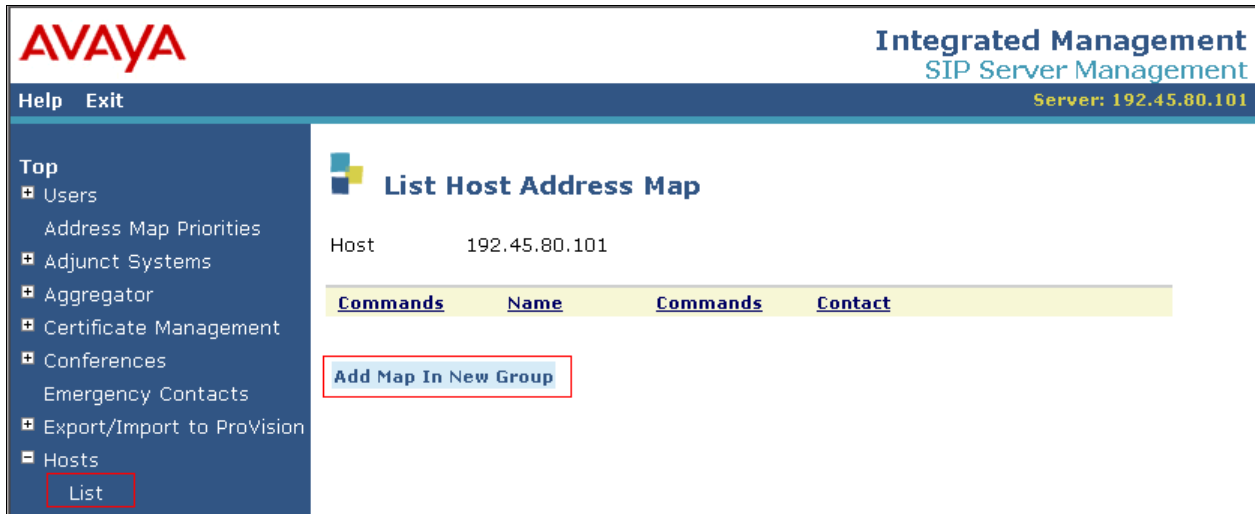 AVAYA
Integrated Management
SIP Server Management
Help Exit
Server: 192.45.80.101
Top
Users
Address Map Priorities
Adjunct Systems
Aggregator
Certificate Management
Conferences
Emergency Contacts
Export/Import to ProVision
Hosts
List
List Host Address Map
Host 192.45.80.101
Commands Name Commands Contact
Add Map In New Group